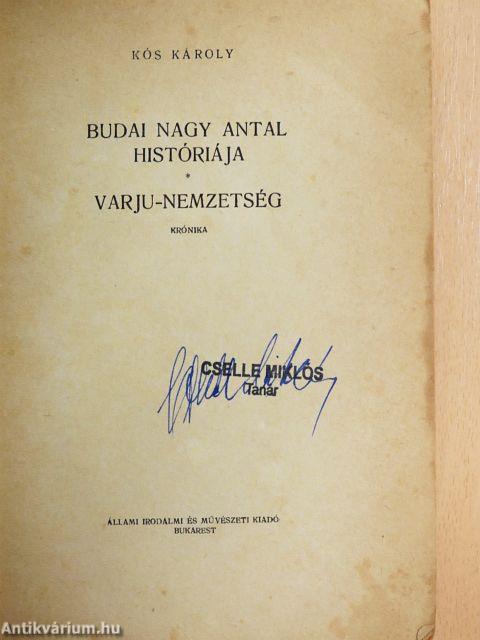 KÓS KÁROLY
BUDAI NAGY ANTAL
HISTÓRIÁJA
*
VARJU-NEMZETSÉG
KRÓNIKA
CSELLE MIKLÓS
Tanár
ÁLLAMI IRODALMI ÉS MŰVÉSZETI KIADÓ
BUKAREST
Antikvárium.hu